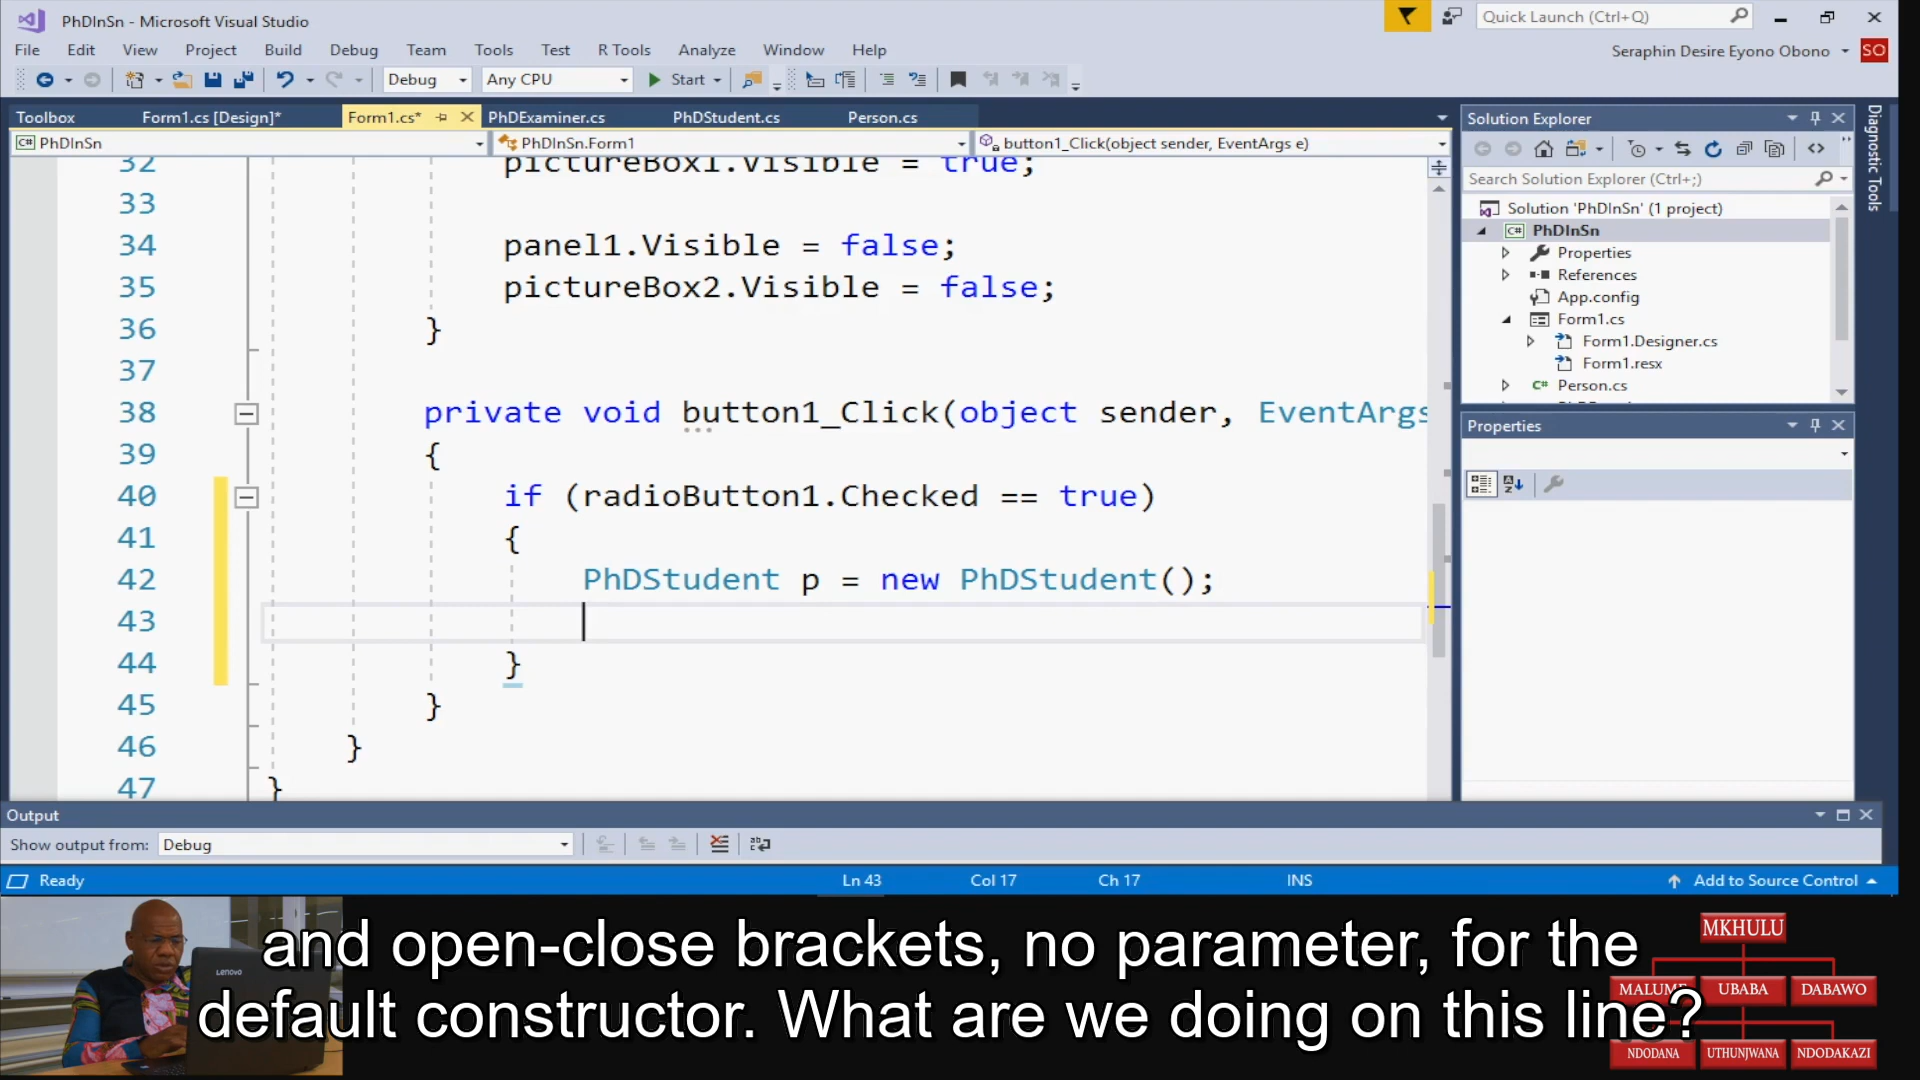 PhDInSn - Microsoft Visual Studio
Quick Launch (Ctrl+Q)
File Edit View Project Build Debug Team Tools Test R Tools Analyze Window Help
Seraphin Desire Eyono Obono SO
Debug Any CPU Start
Toolbox Form1.cs [Design]* Form1.cs* PhDExaminer.cs PhDStudent.cs Person.cs
C# PhDInSn PhDInSn.Form1 button1_Click(object sender, EventArgs e)
32 pictureBox1.Visible = true;
33
34 panel1.Visible = false;
35 pictureBox2.Visible = false;
36 }
37
38 private void button1_Click(object sender, EventArgs
39 {
40 if (radioButton1.Checked == true)
41 {
42 PhDStudent p = new PhDStudent();
43
44 }
45 }
46 }
47 }
Solution Explorer
Search Solution Explorer (Ctrl+;)
Solution 'PhDInSn' (1 project)
C# PhDInSn
Properties
References
App.config
Form1.cs
Form1.Designer.cs
Form1.resx
C# Person.cs
Diagnostic Tools
Properties
Output
Show output from: Debug
Ready Ln 43 Col 17 Ch 17 INS Add to Source Control
Lenovo
and open-close brackets, no parameter, for the
default constructor. What are we doing on this line?
MKHULU
MALUME UBABA DABAWO
NDODANA UTHUNJWANA NDODAKAZI